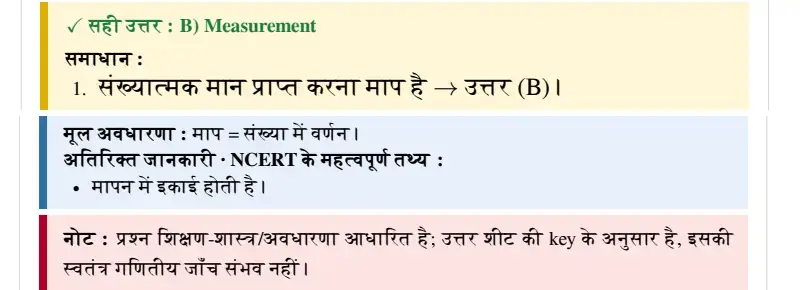 ✓ सही उत्तर : B) Measurement
समाधान :
1. संख्यात्मक मान प्राप्त करना माप है → उत्तर (B)।
मूल अवधारणा : माप = संख्या में वर्णन।
अतिरिक्त जानकारी · NCERT के महत्वपूर्ण तथ्य :
• मापन में इकाई होती है।
नोट : प्रश्न शिक्षण-शास्त्र/अवधारणा आधारित है; उत्तर शीट की key के अनुसार है, इसकी
स्वतंत्र गणितीय जाँच संभव नहीं।